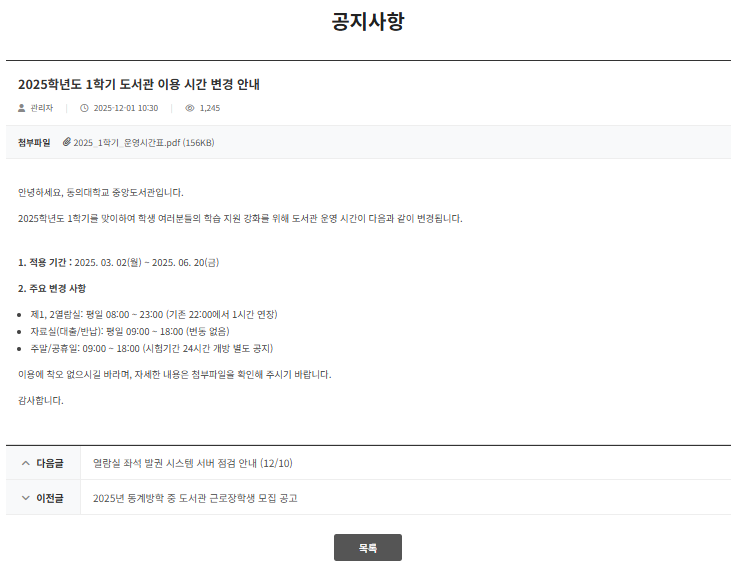 공지사항
2025학년도 1학기 도서관 이용 시간 변경 안내
관리자 2025-12-01 10:30 1,245
첨부파일 2025_1학기_운영시간표.pdf (156KB)
안녕하세요, 동의대학교 중앙도서관입니다.
2025학년도 1학기를 맞이하여 학생 여러분들의 학습 지원 강화를 위해 도서관 운영 시간이 다음과 같이 변경됩니다.
1. 적용 기간 : 2025. 03. 02(월) ~ 2025. 06. 20(금)
2. 주요 변경 사항
제1, 2열람실: 평일 08:00 ~ 23:00 (기존 22:00에서 1시간 연장)
자료실(대출/반납): 평일 09:00 ~ 18:00 (변동 없음)
주말/공휴일: 09:00 ~ 18:00 (시험기간 24시간 개방 별도 공지)
이용에 착오 없으시길 바라며, 자세한 내용은 첨부파일을 확인해 주시기 바랍니다.
감사합니다.
다음글 열람실 좌석 발권 시스템 서버 점검 안내 (12/10)
이전글 2025년 동계방학 중 도서관 근로장학생 모집 공고
목록